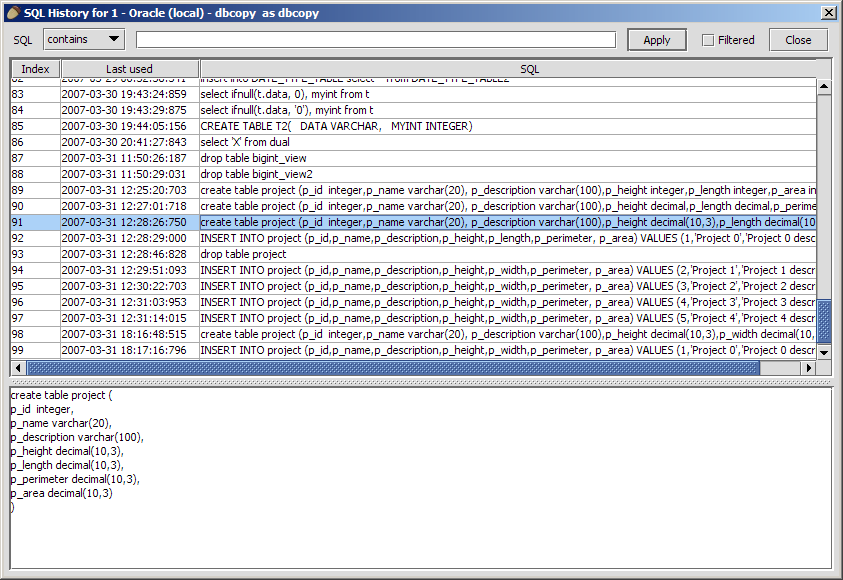 SQL History for 1 - Oracle (local) - dbcopy as dbcopy
SQL contains Apply Filtered Close
Index Last used SQL
83 2007-03-30 19:43:24:859 select ifnull(t.data, 0), myint from t
84 2007-03-30 19:43:29:875 select ifnull(t.data, '0'), myint from t
85 2007-03-30 19:44:05:156 CREATE TABLE T2( DATA VARCHAR, MYINT INTEGER)
86 2007-03-30 20:41:27:843 select 'X' from dual
87 2007-03-31 11:50:26:187 drop table bigint_view
88 2007-03-31 11:50:29:031 drop table bigint_view2
89 2007-03-31 12:25:20:703 create table project (p_id integer,p_name varchar(20), p_description varchar(100),p_height integer,p_length integer,p_area in
90 2007-03-31 12:27:01:718 create table project (p_id integer,p_name varchar(20), p_description varchar(100),p_height decimal,p_length decimal,p_perime
91 2007-03-31 12:28:26:750 create table project (p_id integer,p_name varchar(20), p_description varchar(100),p_height decimal(10,3),p_length decimal(10
92 2007-03-31 12:28:29:000 INSERT INTO project (p_id,p_name,p_description,p_height,p_length,p_perimeter, p_area) VALUES (1,'Project 0','Project 0 desc
93 2007-03-31 12:28:46:828 drop table project
94 2007-03-31 12:29:51:093 INSERT INTO project (p_id,p_name,p_description,p_height,p_width,p_perimeter, p_area) VALUES (2,'Project 1','Project 1 descr
95 2007-03-31 12:30:22:703 INSERT INTO project (p_id,p_name,p_description,p_height,p_width,p_perimeter, p_area) VALUES (3,'Project 2','Project 2 descr
96 2007-03-31 12:31:03:953 INSERT INTO project (p_id,p_name,p_description,p_height,p_width,p_perimeter, p_area) VALUES (4,'Project 3','Project 3 descr
97 2007-03-31 12:31:14:015 INSERT INTO project (p_id,p_name,p_description,p_height,p_width,p_perimeter, p_area) VALUES (5,'Project 4','Project 4 descr
98 2007-03-31 18:16:48:515 create table project (p_id integer,p_name varchar(20), p_description varchar(100),p_height decimal(10,3),p_width decimal(10,
99 2007-03-31 18:17:16:796 INSERT INTO project (p_id,p_name,p_description,p_height,p_width,p_perimeter, p_area) VALUES (1,'Project 0','Project 0 descr
create table project (
p_id integer,
p_name varchar(20),
p_description varchar(100),
p_height decimal(10,3),
p_length decimal(10,3),
p_perimeter decimal(10,3),
p_area decimal(10,3)
)